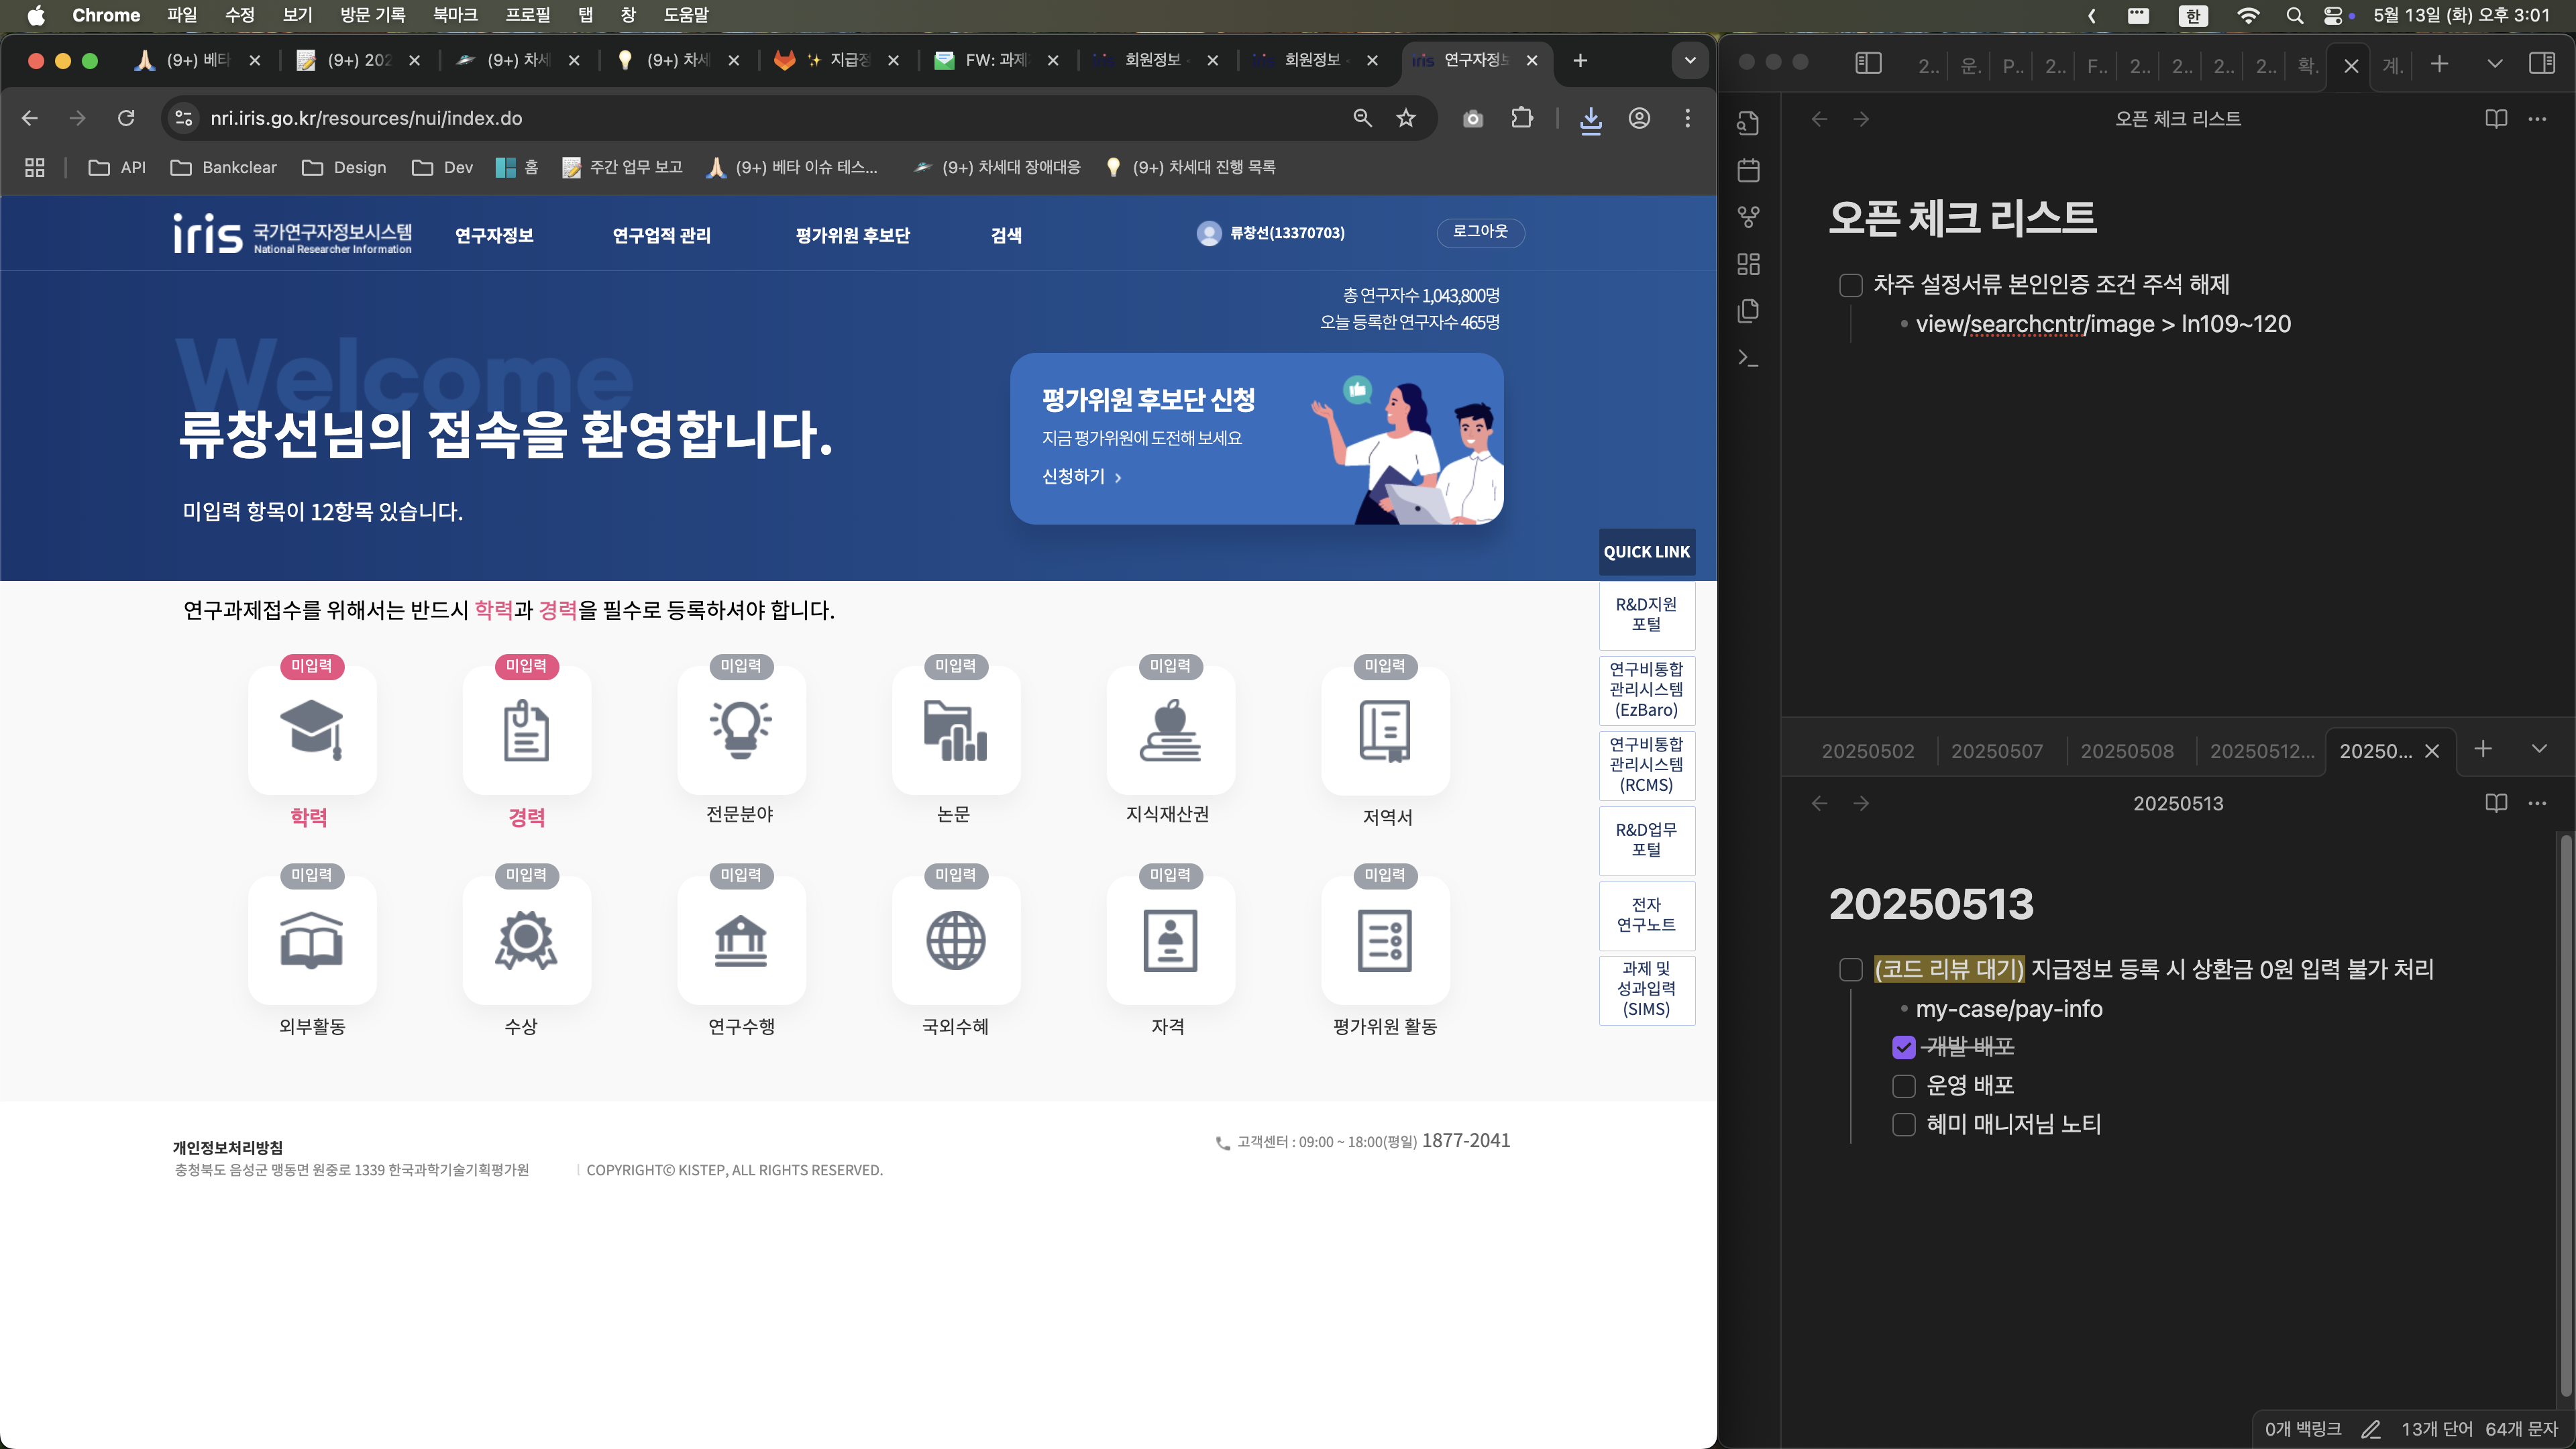 Chrome 파일 수정 보기 방문 기록 북마크 프로필 탭 창 도움말
한 5월 13일 (화) 오후 3:01
(9+) 베타 (9+) 202 (9+) 차세 (9+) 차세 지급정 FW: 과제 회원정보 회원정보 iris 연구자정보
nri.iris.go.kr/resources/nui/index.do
API Bankclear Design Dev 홈 주간 업무 보고 (9+) 베타 이슈 테스... (9+) 차세대 장애대응 (9+) 차세대 진행 목록
iris 국가연구자정보시스템
National Researcher Information
연구자정보 연구업적 관리 평가위원 후보단 검색 류창선(13370703) 로그아웃
총 연구자수 1,043,800명
오늘 등록한 연구자수 465명
Welcome
류창선님의 접속을 환영합니다.
미입력 항목이 12항목 있습니다.
평가위원 후보단 신청
지금 평가위원에 도전해 보세요
신청하기 >
QUICK LINK
R&D지원
포털
연구비통합
관리시스템
(EzBaro)
연구비통합
관리시스템
(RCMS)
R&D업무
포털
전자
연구노트
과제 및
성과입력
(SIMS)
연구과제접수를 위해서는 반드시 학력과 경력을 필수로 등록하셔야 합니다.
미입력 미입력 미입력 미입력 미입력 미입력
학력 경력 전문분야 논문 지식재산권 저역서
미입력 미입력 미입력 미입력 미입력 미입력
외부활동 수상 연구수행 국외수혜 자격 평가위원 활동
개인정보처리방침
충청북도 음성군 맹동면 원중로 1339 한국과학기술기획평가원 | COPYRIGHT© KISTEP, ALL RIGHTS RESERVED.
고객센터 : 09:00 ~ 18:00(평일) 1877-2041
2.. 운. P.. 2.. F.. 2.. 2.. 2.. 2.. 확. 계.
오픈 체크 리스트
오픈 체크 리스트
차주 설정서류 본인인증 조건 주석 해제
view/searchcntr/image > ln109~120
20250502 20250507 20250508 20250512... 20250...
20250513
20250513
(코드 리뷰 대기) 지급정보 등록 시 상환금 0원 입력 불가 처리
my-case/pay-info
개발 배포
운영 배포
혜미 매니저님 노티
0개 백링크 13개 단어 64개 문자